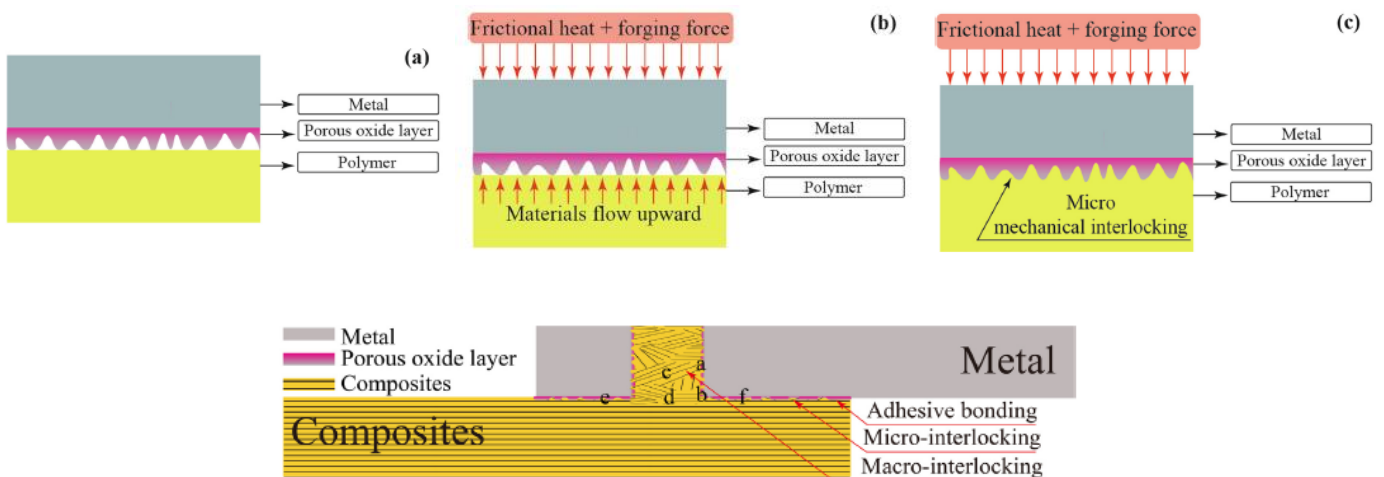 (a)
Metal
Porous oxide layer
Polymer
Frictional heat + forging force
(b)
Metal
Porous oxide layer
Polymer
Materials flow upward
Frictional heat + forging force
(c)
Metal
Porous oxide layer
Polymer
Micro
mechanical interlocking
Metal
Porous oxide layer
Composites
a
c
b
d
e
f
Metal
Composites
Adhesive bonding
Micro-interlocking
Macro-interlocking